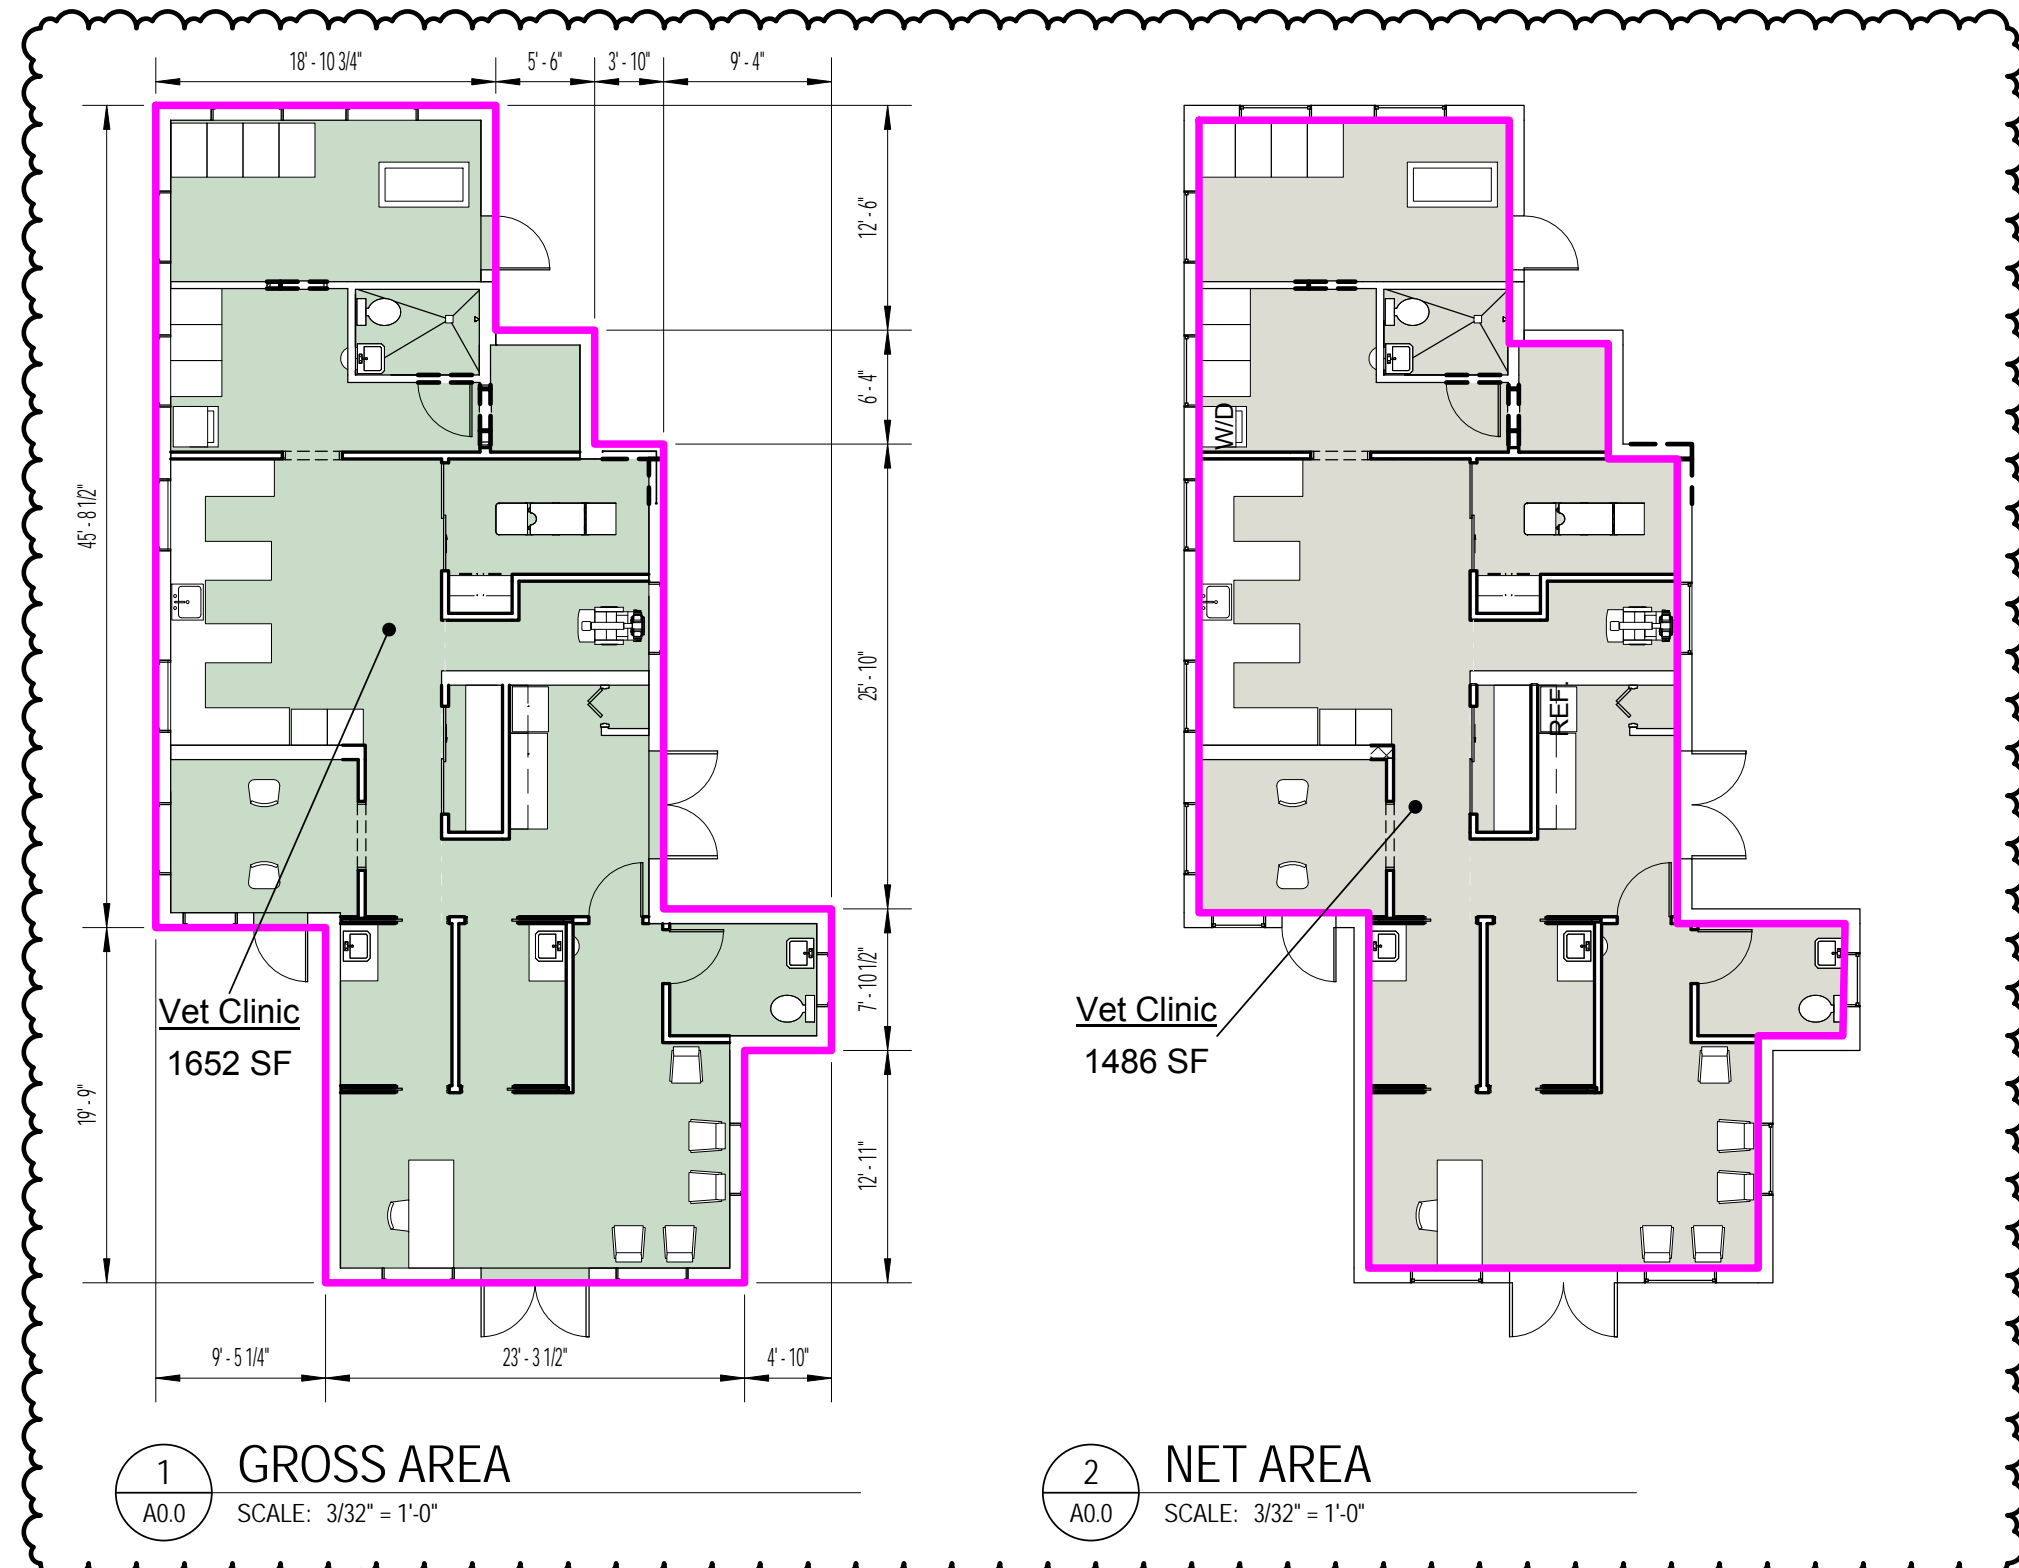 18' - 10 3/4"
5' - 6"
3' - 10"
9' - 4"
12' - 6"
6' - 4"
45' - 8 1/2"
25' - 10"
7' - 10 1/2"
19' - 9"
12' - 11"
Vet Clinic
1652 SF
9' - 5 1/4"
23' - 3 1/2"
4' - 10"
W/D
REF.
Vet Clinic
1486 SF
1
A0.0
GROSS AREA
SCALE: 3/32" = 1'-0"
2
A0.0
NET AREA
SCALE: 3/32" = 1'-0"